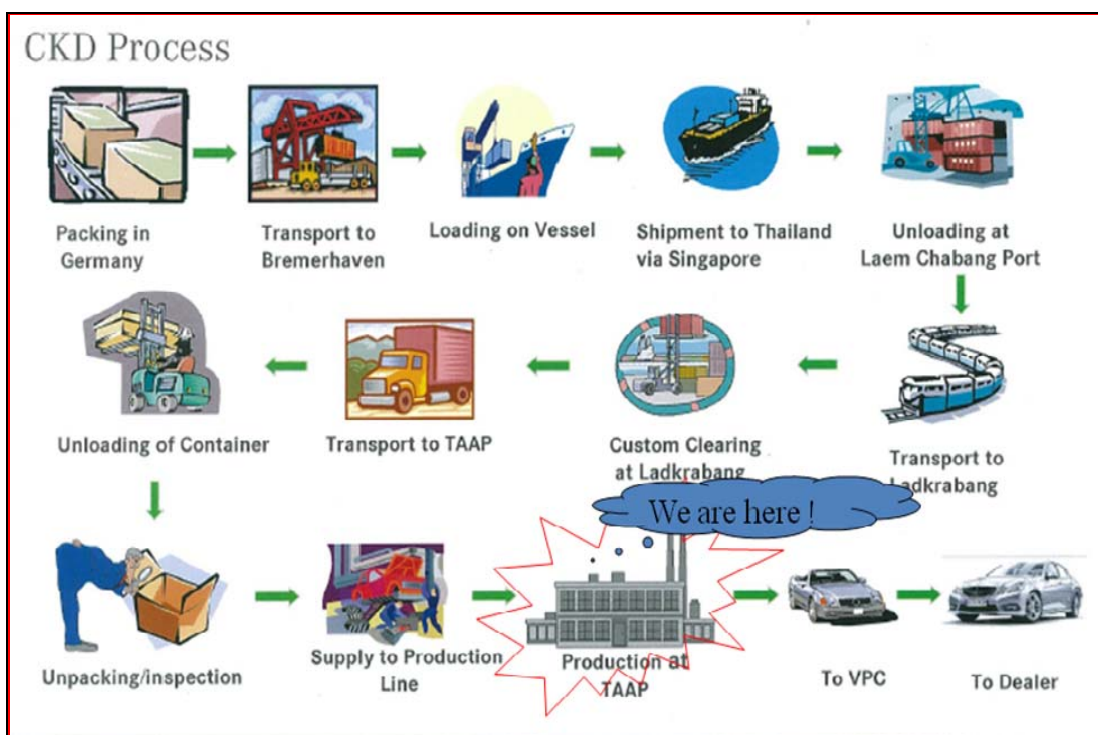 CKD Process
Packing in
Germany
Transport to
Bremerhaven
Loading on Vessel
Shipment to Thailand
via Singapore
Unloading at
Laem Chabang Port
Unloading of Container
Transport to TAAP
Custom Clearing
at Ladkrabang
Transport to
Ladkrabang
We are here !
Unpacking/inspection
Supply to Production
Line
Production at
TAAP
To VPC
To Dealer